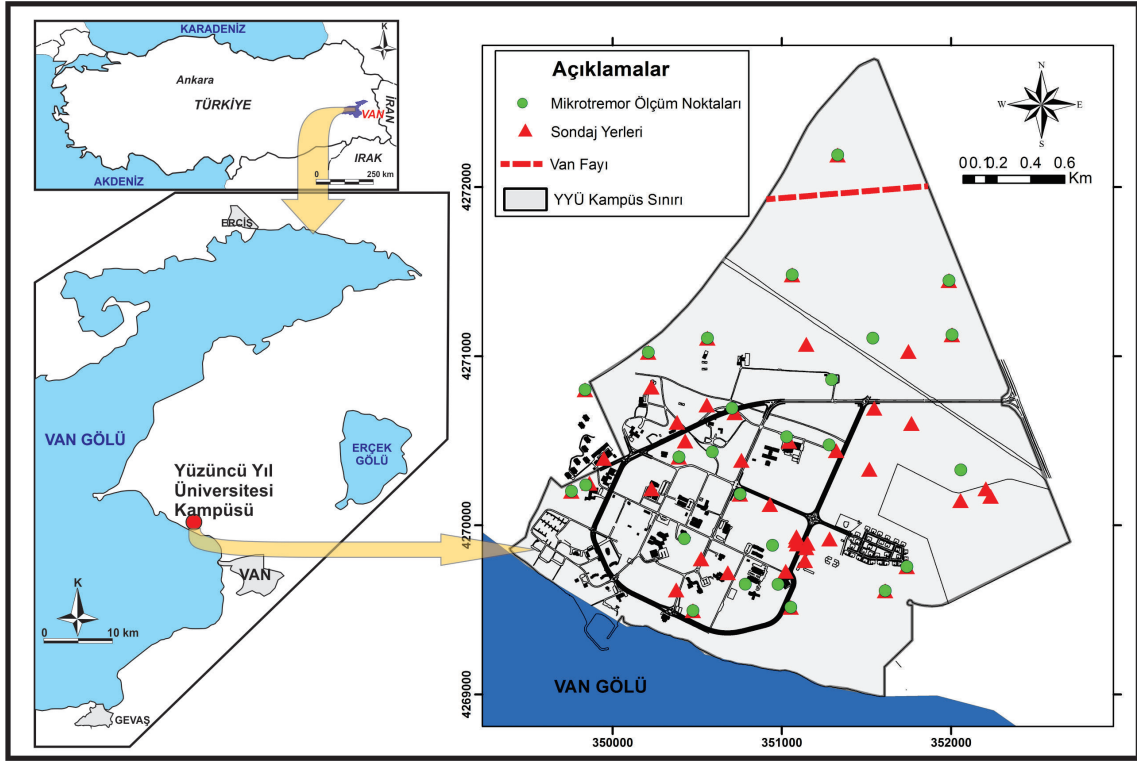 KARADENİZ
K
Ankara
TÜRKİYE
İRAN
VAN
IRAK
AKDENİZ
0 250 km
ERCİŞ
VAN GÖLÜ
ERÇEK
GÖLÜ
Yüzüncü Yıl
Üniversitesi
Kampüsü
VAN
K
0 10 km
GEVAŞ
Açıklamalar
Mikrotremor Ölçüm Noktaları
Sondaj Yerleri
Van Fayı
YYÜ Kampüs Sınırı
N
W E
S
0 0.1 0.2 0.4 0.6
Km
4272000
4271000
4270000
4269000
VAN GÖLÜ
350000 351000 352000